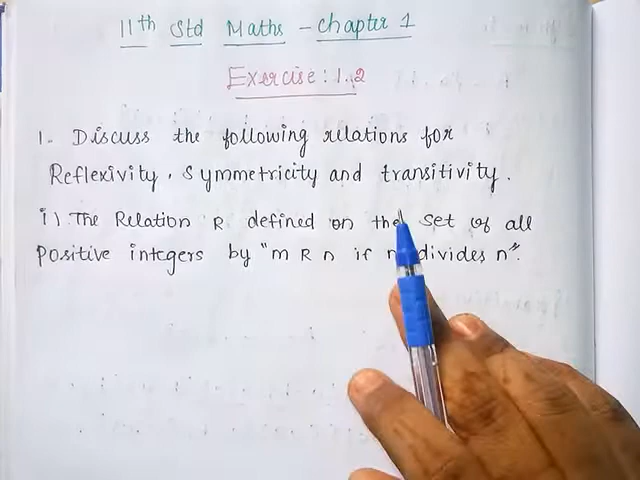 11th Std Maths - Chapter 1
Exercise: 1.2
1. Discuss the following relations for
Reflexivity, Symmetricity and transitivity.
i) The Relation R defined on the set of all
Positive integers by "m R n if divides n".